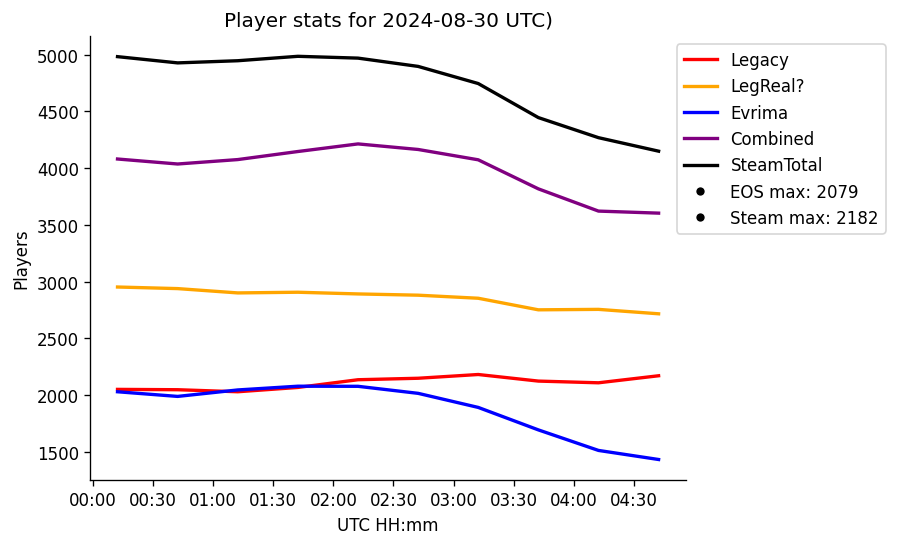 Player stats for 2024-08-30 UTC)
Legacy
LegReal?
Evrima
Combined
SteamTotal
EOS max: 2079
Steam max: 2182
Players
5000
4500
4000
3500
3000
2500
2000
1500
00:00 00:30 01:00 01:30 02:00 02:30 03:00 03:30 04:00 04:30
UTC HH:mm